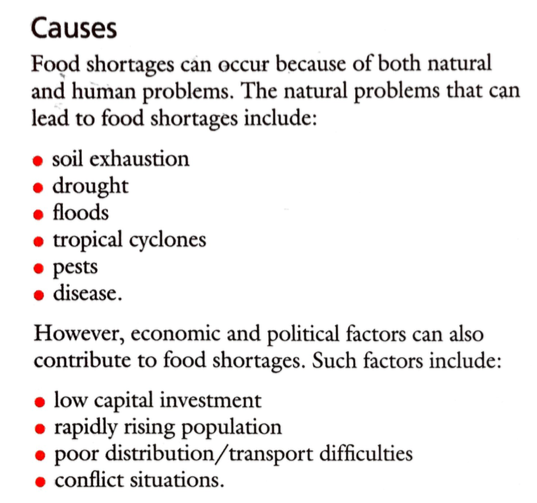 Causes
Food shortages can occur because of both natural
and human problems. The natural problems that can
lead to food shortages include:
• soil exhaustion
• drought
• floods
• tropical cyclones
• pests
• disease.
However, economic and political factors can also
contribute to food shortages. Such factors include:
• low capital investment
• rapidly rising population
• poor distribution/transport difficulties
• conflict situations.